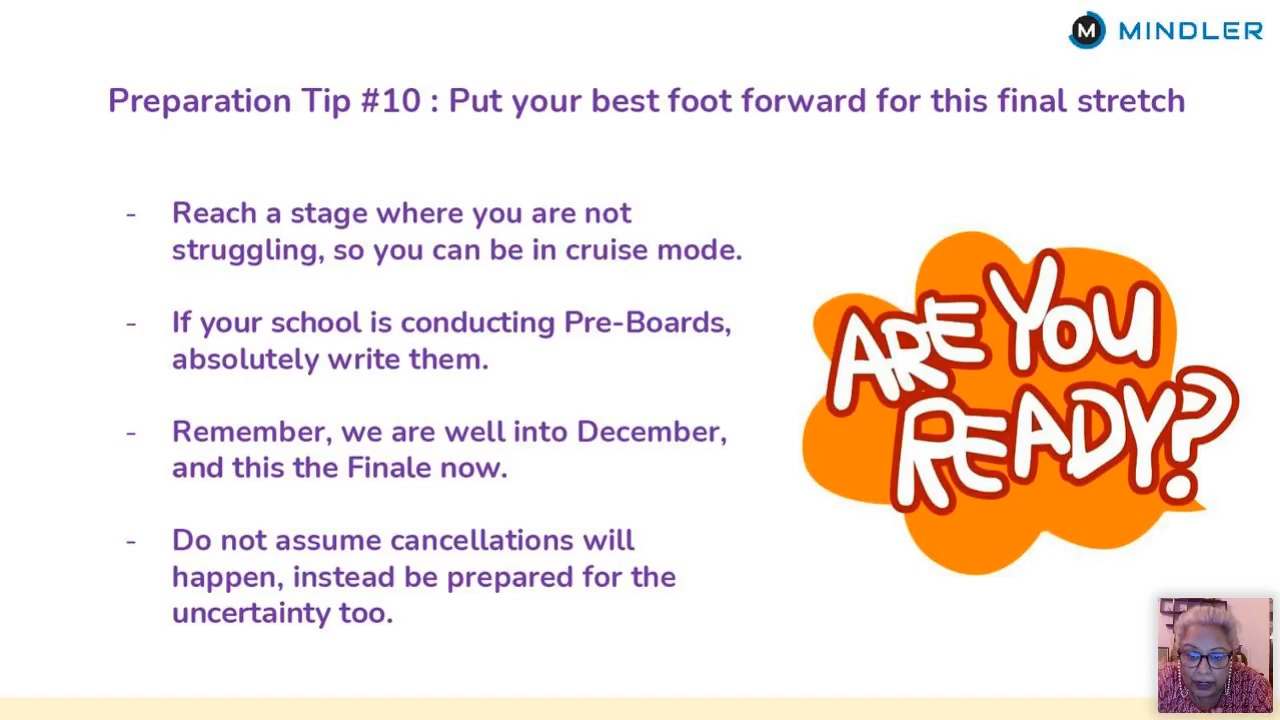 M MINDLER
Preparation Tip #10 : Put your best foot forward for this final stretch
- Reach a stage where you are not
struggling, so you can be in cruise mode.
- If your school is conducting Pre-Boards,
absolutely write them.
- Remember, we are well into December,
and this the Finale now.
- Do not assume cancellations will
happen, instead be prepared for the
uncertainty too.
ARE YOU
READY?